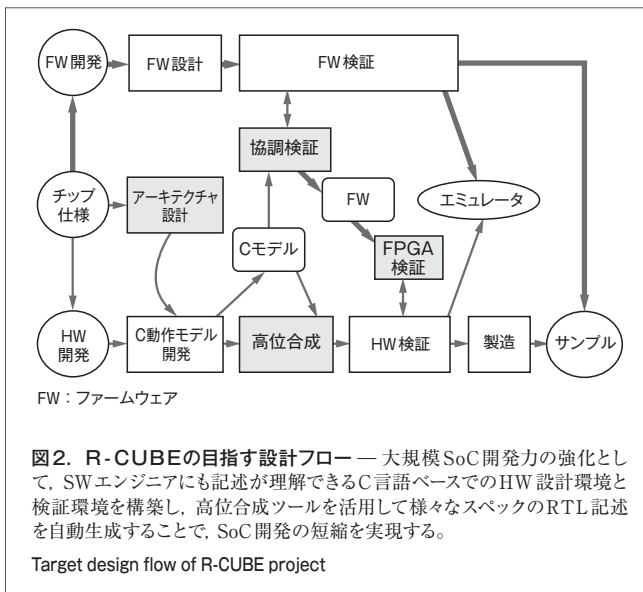 FW開発
FW設計
FW検証
協調検証
チップ
仕様
アーキテクチャ
設計
FW
エミュレータ
Cモデル
FPGA
検証
HW
開発
C動作モデル
開発
高位合成
HW検証
製造
サンプル
FW：ファームウェア
図2. R-CUBEの目指す設計フロー — 大規模SoC開発力の強化とし
て, SWエンジニアにも記述が理解できるC言語ベースでのHW設計環境と
検証環境を構築し, 高位合成ツールを活用して様々なスペックのRTL記述
を自動生成することで, SoC開発の短縮を実現する。
Target design flow of R-CUBE project